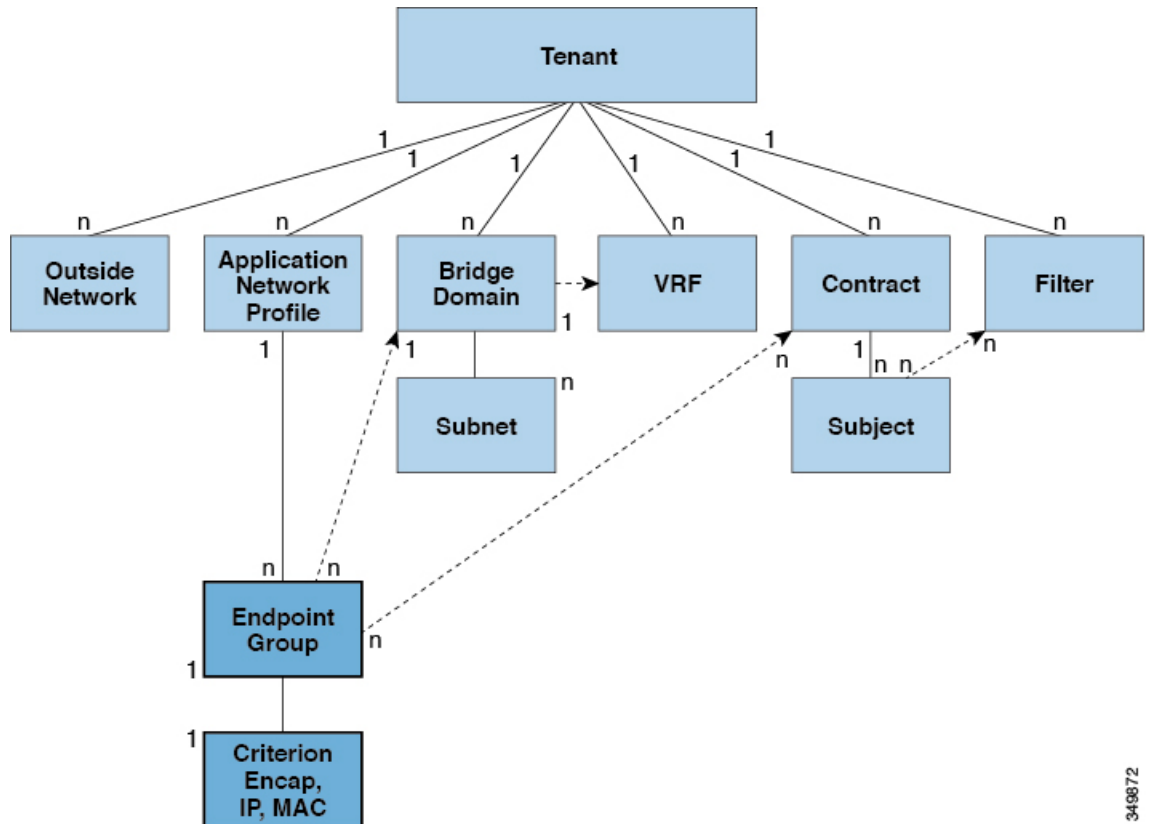 Tenant
1
1
1
1
1
1
n
n
n
n
n
n
Outside
Network
Application
Network
Profile
Bridge
Domain
VRF
Contract
Filter
1
1
1
n
1
n
n
n
n
Subnet
Subject
n
n
Endpoint
Group
n
1
1
Criterion
Encap,
IP, MAC
349872